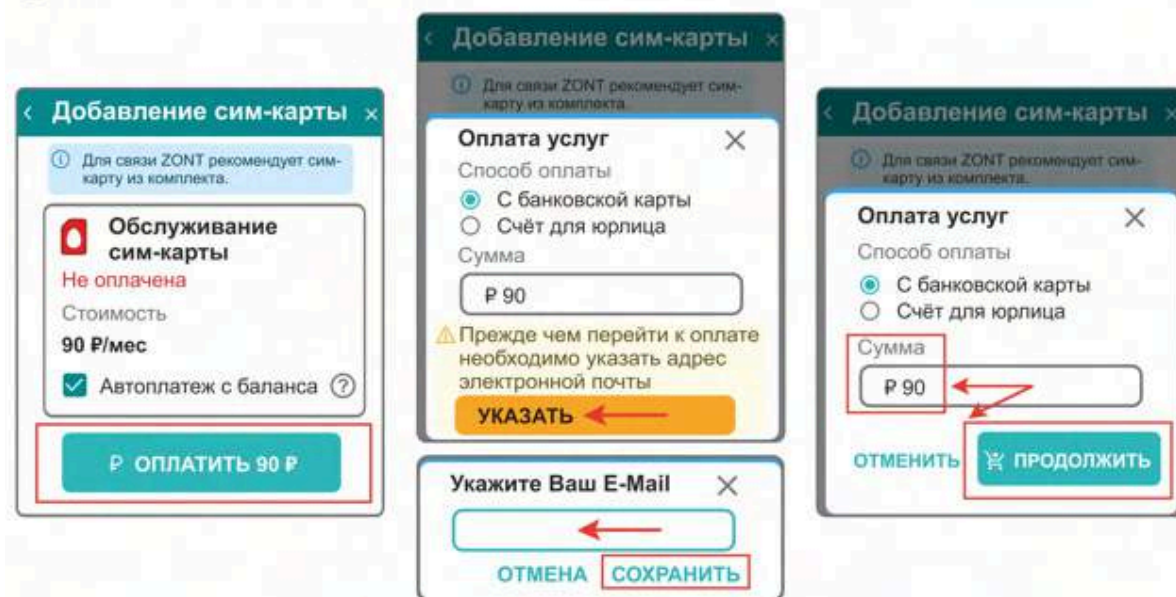 Добавление сим-карты
Для связи ZONT рекомендует сим-
карту из комплекта.
Обслуживание
сим-карты
Не оплачена
Стоимость
90 ₽/мес
Автоплатеж с баланса
₽ ОПЛАТИТЬ 90 ₽
Добавление сим-карты
Для связи ZONT рекомендует сим-
карту из комплекта.
Оплата услуг
Способ оплаты
С банковской карты
Счёт для юрлица
Сумма
₽ 90
Прежде чем перейти к оплате
необходимо указать адрес
электронной почты
УКАЗАТЬ
Укажите Ваш E-Mail
ОТМЕНА СОХРАНИТЬ
Добавление сим-карты
Для связи ZONT рекомендует сим-
карту из комплекта.
Оплата услуг
Способ оплаты
С банковской карты
Счёт для юрлица
Сумма
₽ 90
ОТМЕНИТЬ ПРОДОЛЖИТЬ